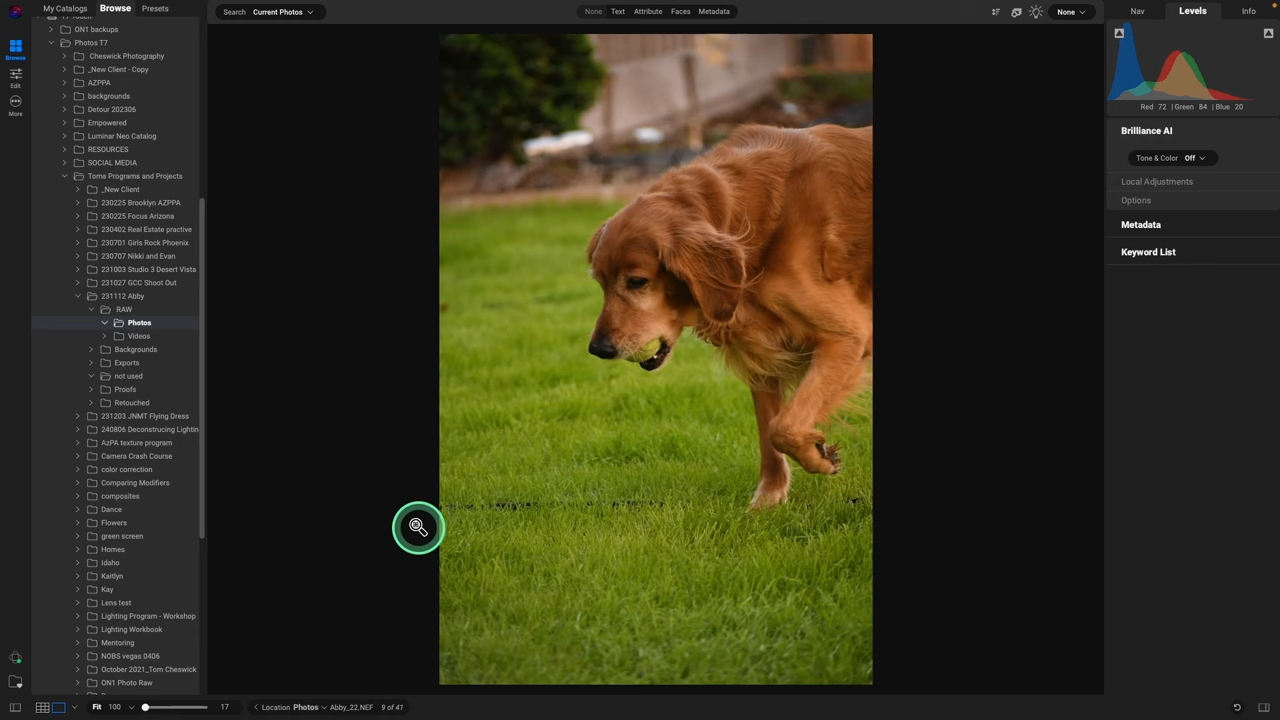 My Catalogs Browse Presets
Search Current Photos
None Text Attribute Faces Metadata
None
Nav Levels Info
Browse
Edit
More
ON1 backups
Photos T7
Cheswick Photography
_New Client - Copy
AZPPA
backgrounds
Detour 202306
Empowered
Luminar Neo Catalog
RESOURCES
SOCIAL MEDIA
Toms Programs and Projects
_New Client
230225 Brooklyn AZPPA
230225 Focus Arizona
230402 Real Estate practive
230701 Girls Rock Phoenix
230707 Nikki and Evan
231003 Studio 3 Desert Vista
231027 GCC Shoot Out
231112 Abby
RAW
Photos
Videos
Backgrounds
Exports
not used
Proofs
Retouched
231203 JNMT Flying Dress
240806 Deconstrucing Lightin
AzPA texture program
Camera Crash Course
color correction
Comparing Modifiers
composites
Dance
Flowers
green screen
Homes
Idaho
Kaitlyn
Kay
Lens test
Lighting Program - Workshop
Lighting Workbook
Mentoring
NOBS vegas 0406
October 2021_Tom Cheswick
ON1 Photo Raw
Red 72 | Green 84 | Blue 20
Brilliance AI
Tone & Color Off
Local Adjustments
Options
Metadata
Keyword List
Fit 100 17
Location Photos Abby_22.NEF 9 of 41